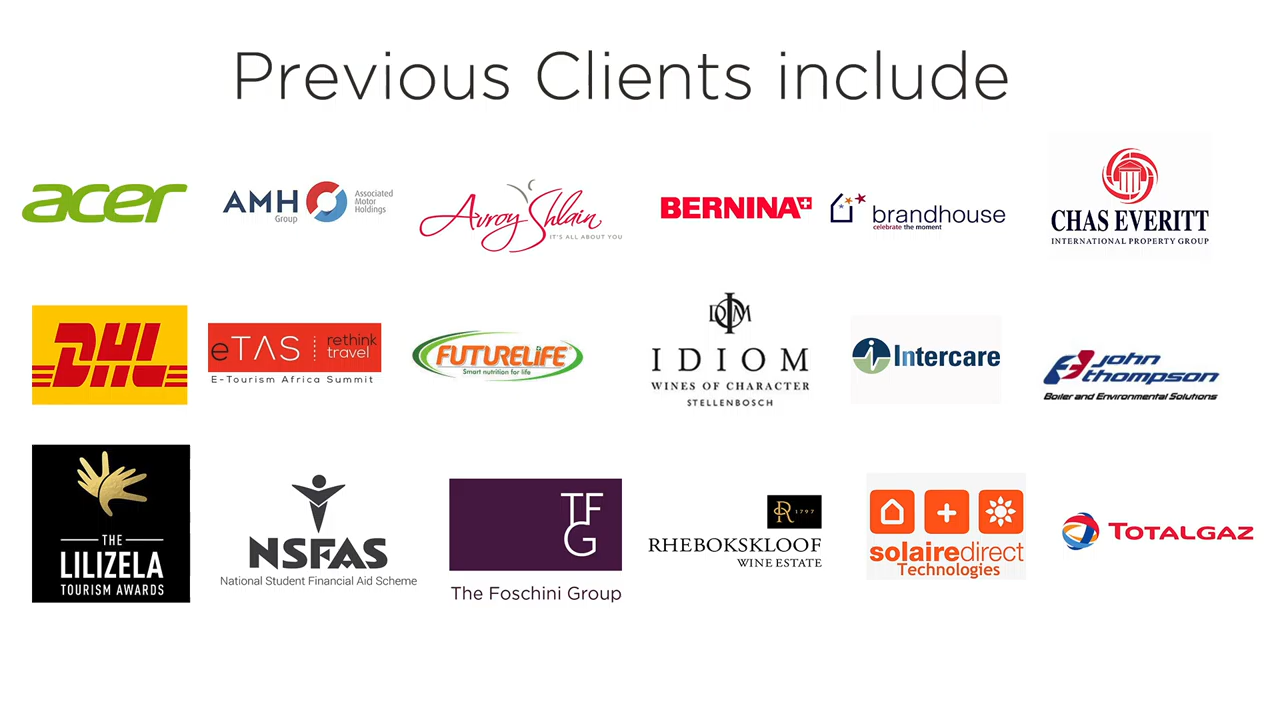 Previous Clients include
acer
AMH
Group
Associated
Motor
Holdings
Avroy Shlain
IT'S ALL ABOUT YOU
BERNINA
brandhouse
celebrate the moment
CHAS EVERITT
INTERNATIONAL PROPERTY GROUP
DHL
eTAS
rethink
travel
E-Tourism Africa Summit
FUTURELiFE
Smart nutrition for life
IDIOM
IDIOM
WINES OF CHARACTER
STELLENBOSCH
i
Intercare
john
thompson
Boiler and Environmental Solutions
THE
LILIZELA
TOURISM AWARDS
NSFAS
National Student Financial Aid Scheme
TF
G
The Foschini Group
R 1797
RHEBOKSKLOOF
WINE ESTATE
solairedirect
Technologies
TOTALGAZ